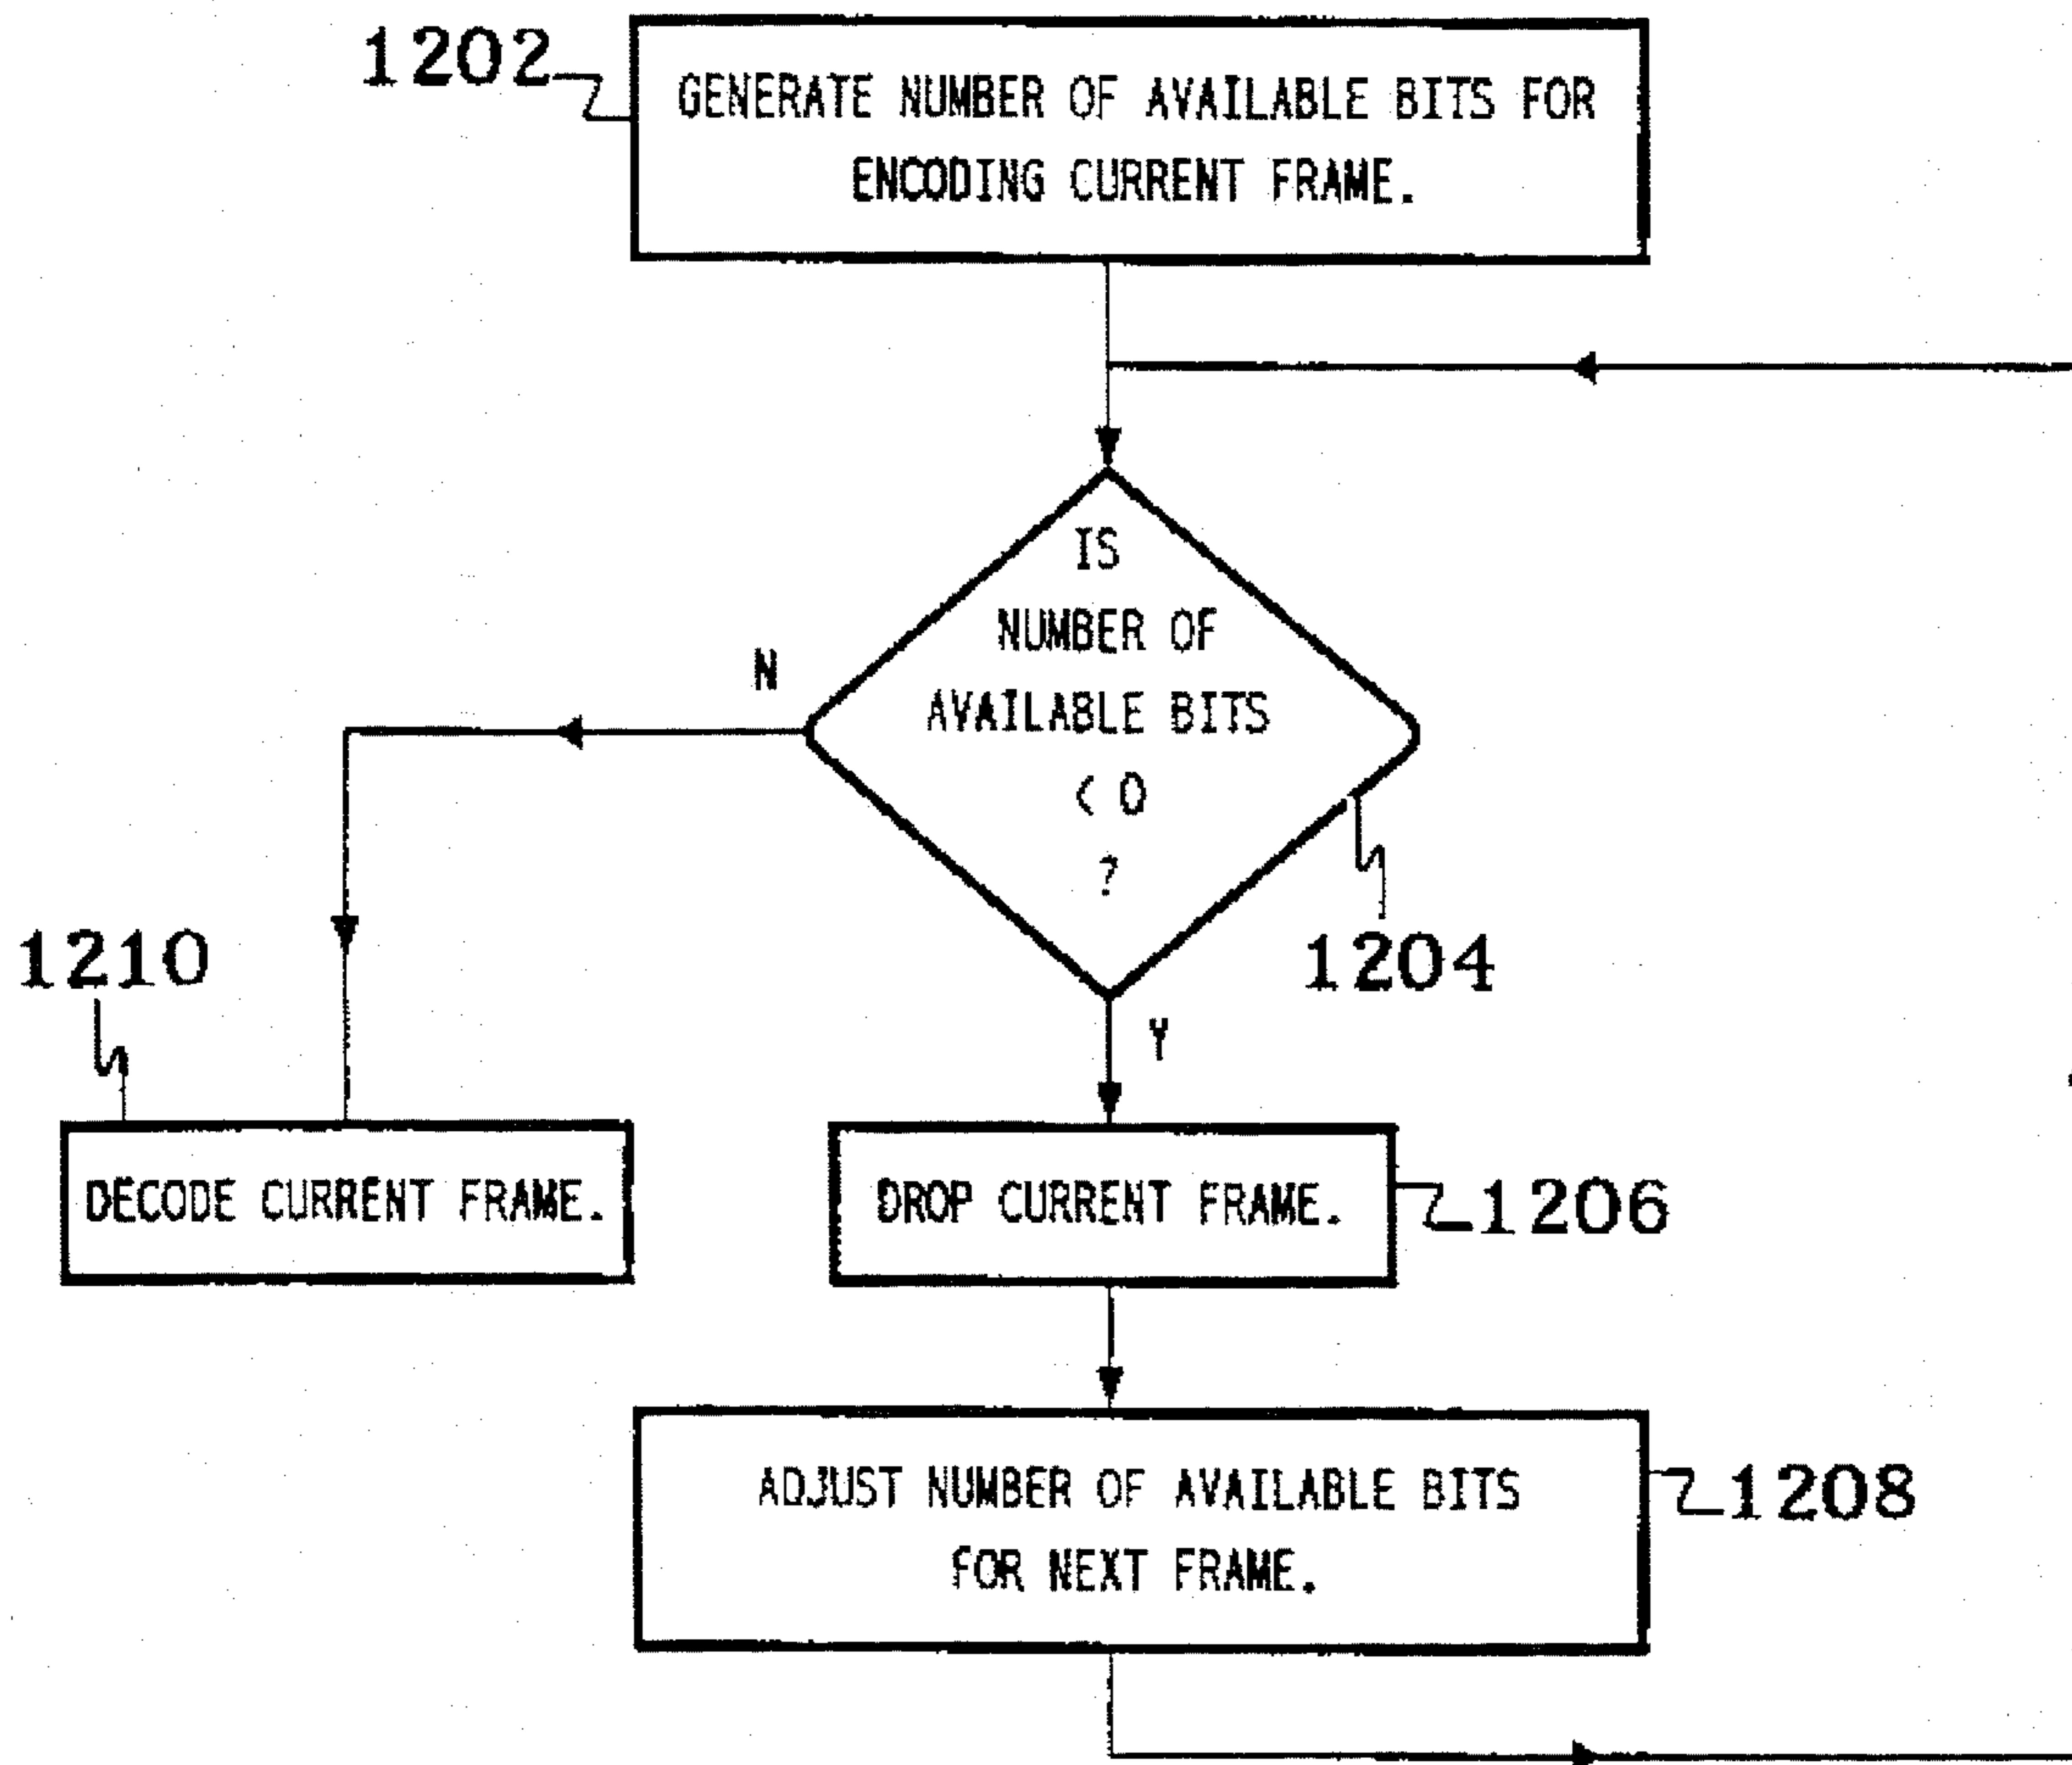 1202
GENERATE NUMBER OF AVAILABLE BITS FOR
ENCODING CURRENT FRAME.
IS
NUMBER OF
AVAILABLE BITS
< 0
?
N
1204
Y
1210
DECODE CURRENT FRAME.
DROP CURRENT FRAME.
1206
ADJUST NUMBER OF AVAILABLE BITS
FOR NEXT FRAME.
1208